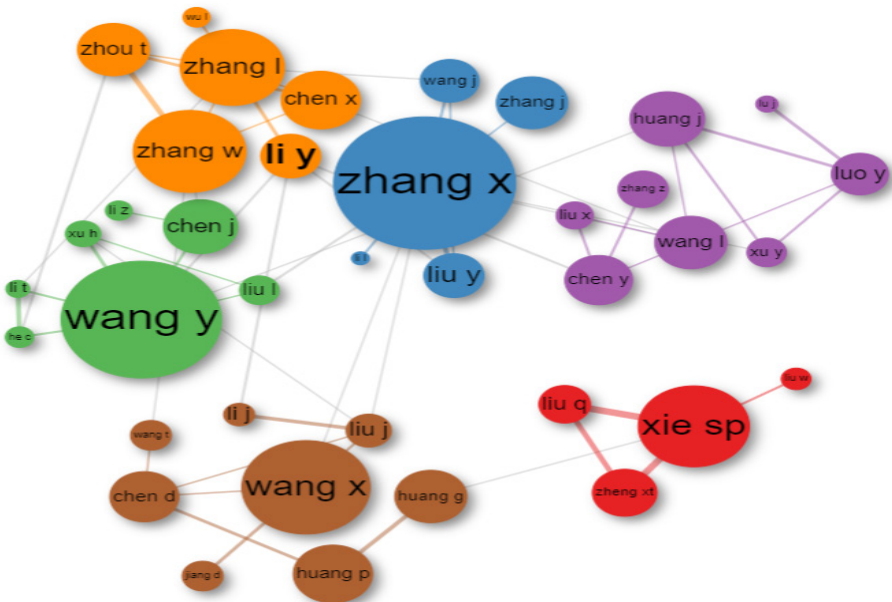 wu l
zhou t
zhang l
wang j
chen x
zhang j
huang j
lu j
zhang w
li y
zhang x
luo y
zhang z
li z
chen j
liu x
xu h
wang l
xu y
liu y
chen y
li t
liu l
wang y
he c
liu w
liu q
li j
xie sp
wang t
liu j
wang x
zheng xt
chen d
huang g
jiang d
huang p